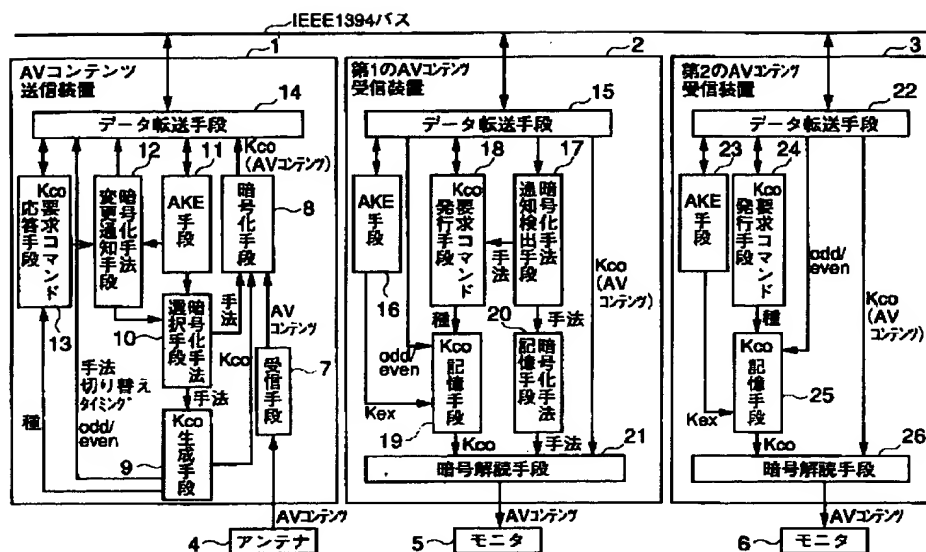 IEEE1394バス
1
2
3
AVコンテンツ
送信装置
14
データ転送手段
12
11
Kco
(AVコンテンツ)
Kco要求コマンド
応答手段
暗号化手法
変更通知手段
AKE
手段
暗号化手段
8
13
10
暗号化手法
選択手段
手法
手法
切り替え
タイミング
種
odd/
even
Kco
AV
コンテンツ
7
受信手段
手法
9
Kco
生成手段
AVコンテンツ
4
アンテナ
第1のAVコンテンツ
受信装置
15
データ転送手段
18
17
AKE
手段
Kco要求コマンド
発行手段
暗号化手法
通知検出手段
手法
16
種
20
手法
Kco
(AV
コンテンツ)
odd/
even
Kco
記憶手段
暗号化手法
記憶手段
Kex
19
Kco
手法
21
暗号解読手段
AVコンテンツ
5
モニタ
第2のAVコンテンツ
受信装置
22
データ転送手段
23
24
AKE
手段
Kco要求コマンド
発行手段
odd/
even
Kco
(AV
コンテンツ)
種
Kco
記憶手段
Kex
25
Kco
26
暗号解読手段
AVコンテンツ
6
モニタ